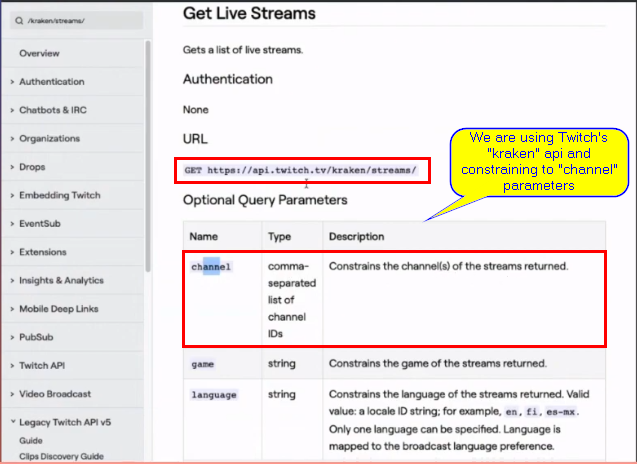 /kraken/streams/
Overview
> Authentication
> Chatbots & IRC
> Organizations
> Drops
> Embedding Twitch
> EventSub
> Extensions
> Insights & Analytics
> Mobile Deep Links
> PubSub
> Twitch API
> Video Broadcast
Legacy Twitch API v5
Guide
Clips Discovery Guide
Get Live Streams
Gets a list of live streams.
Authentication
None
URL
GET https://api.twitch.tv/kraken/streams/
We are using Twitch's
"kraken" api and
constraining to "channel"
parameters
Optional Query Parameters
Name Type Description
channel comma- Constrains the channel(s) of the streams returned.
separated
list of
channel
IDs
game string Constrains the game of the streams returned.
language string Constrains the language of the streams returned. Valid
value: a locale ID string; for example, en, fi, es-mx.
Only one language can be specified. Language is
mapped to the broadcast language preference.